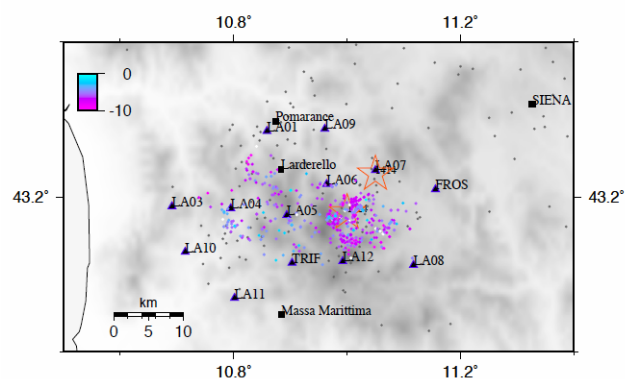 10.8° 11.2°
0
-10
SIENA
Pomarance
LA01
LA09
Larderello
LA07
LA06
FROS
43.2° 43.2°
LA03
LA04
LA05
LA10
TRIF
LA12
LA08
LA11
km
0 5 10
Massa Marittima
10.8° 11.2°